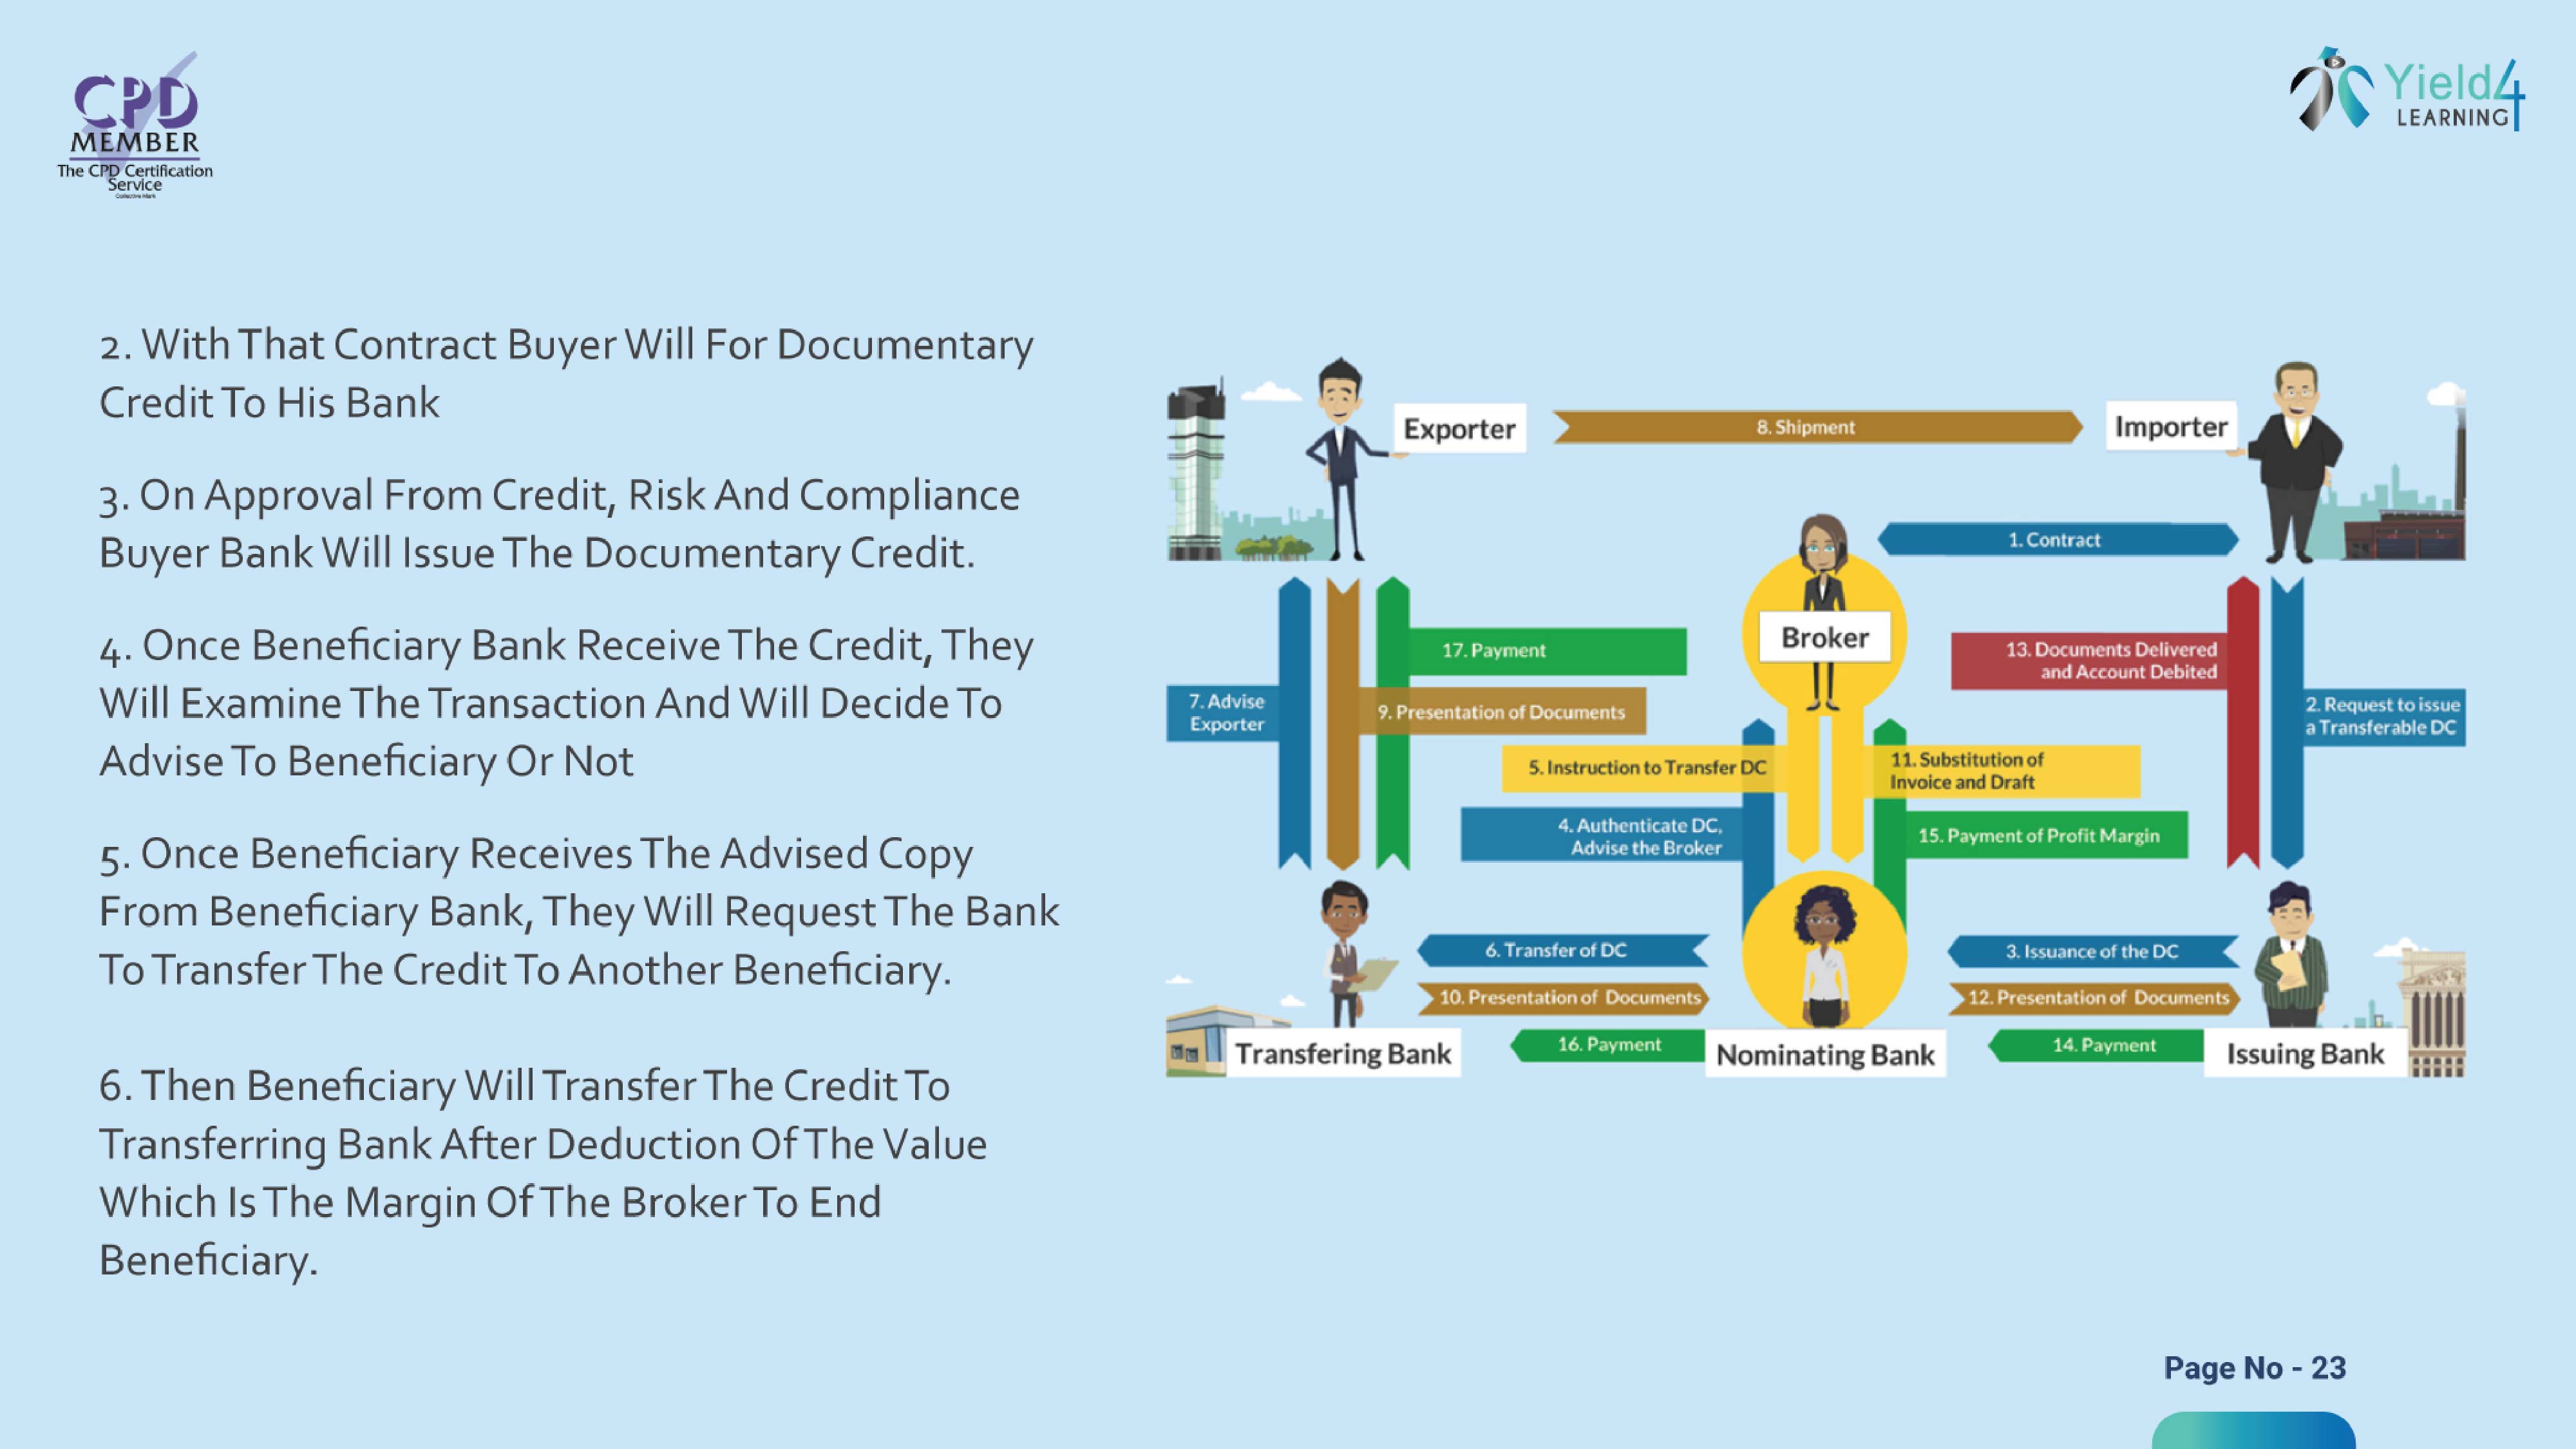 CPD
MEMBER
The CPD Certification
Service
Collective Mark
Yield4
LEARNING
2. With That Contract Buyer Will For Documentary
Credit To His Bank
3. On Approval From Credit, Risk And Compliance
Buyer Bank Will Issue The Documentary Credit.
4. Once Beneficiary Bank Receive The Credit, They
Will Examine The Transaction And Will Decide To
Advise To Beneficiary Or Not
5. Once Beneficiary Receives The Advised Copy
From Beneficiary Bank, They Will Request The Bank
To Transfer The Credit To Another Beneficiary.
6. Then Beneficiary Will Transfer The Credit To
Transferring Bank After Deduction Of The Value
Which Is The Margin Of The Broker To End
Beneficiary.
Exporter
8. Shipment
Importer
1. Contract
Broker
17. Payment
13. Documents Delivered
and Account Debited
7. Advise
Exporter
9. Presentation of Documents
2. Request to issue
a Transferable DC
5. Instruction to Transfer DC
11. Substitution of
Invoice and Draft
4. Authenticate DC,
Advise the Broker
15. Payment of Profit Margin
6. Transfer of DC
3. Issuance of the DC
10. Presentation of Documents
12. Presentation of Documents
16. Payment
14. Payment
Transfering Bank
Nominating Bank
Issuing Bank
Page No - 23